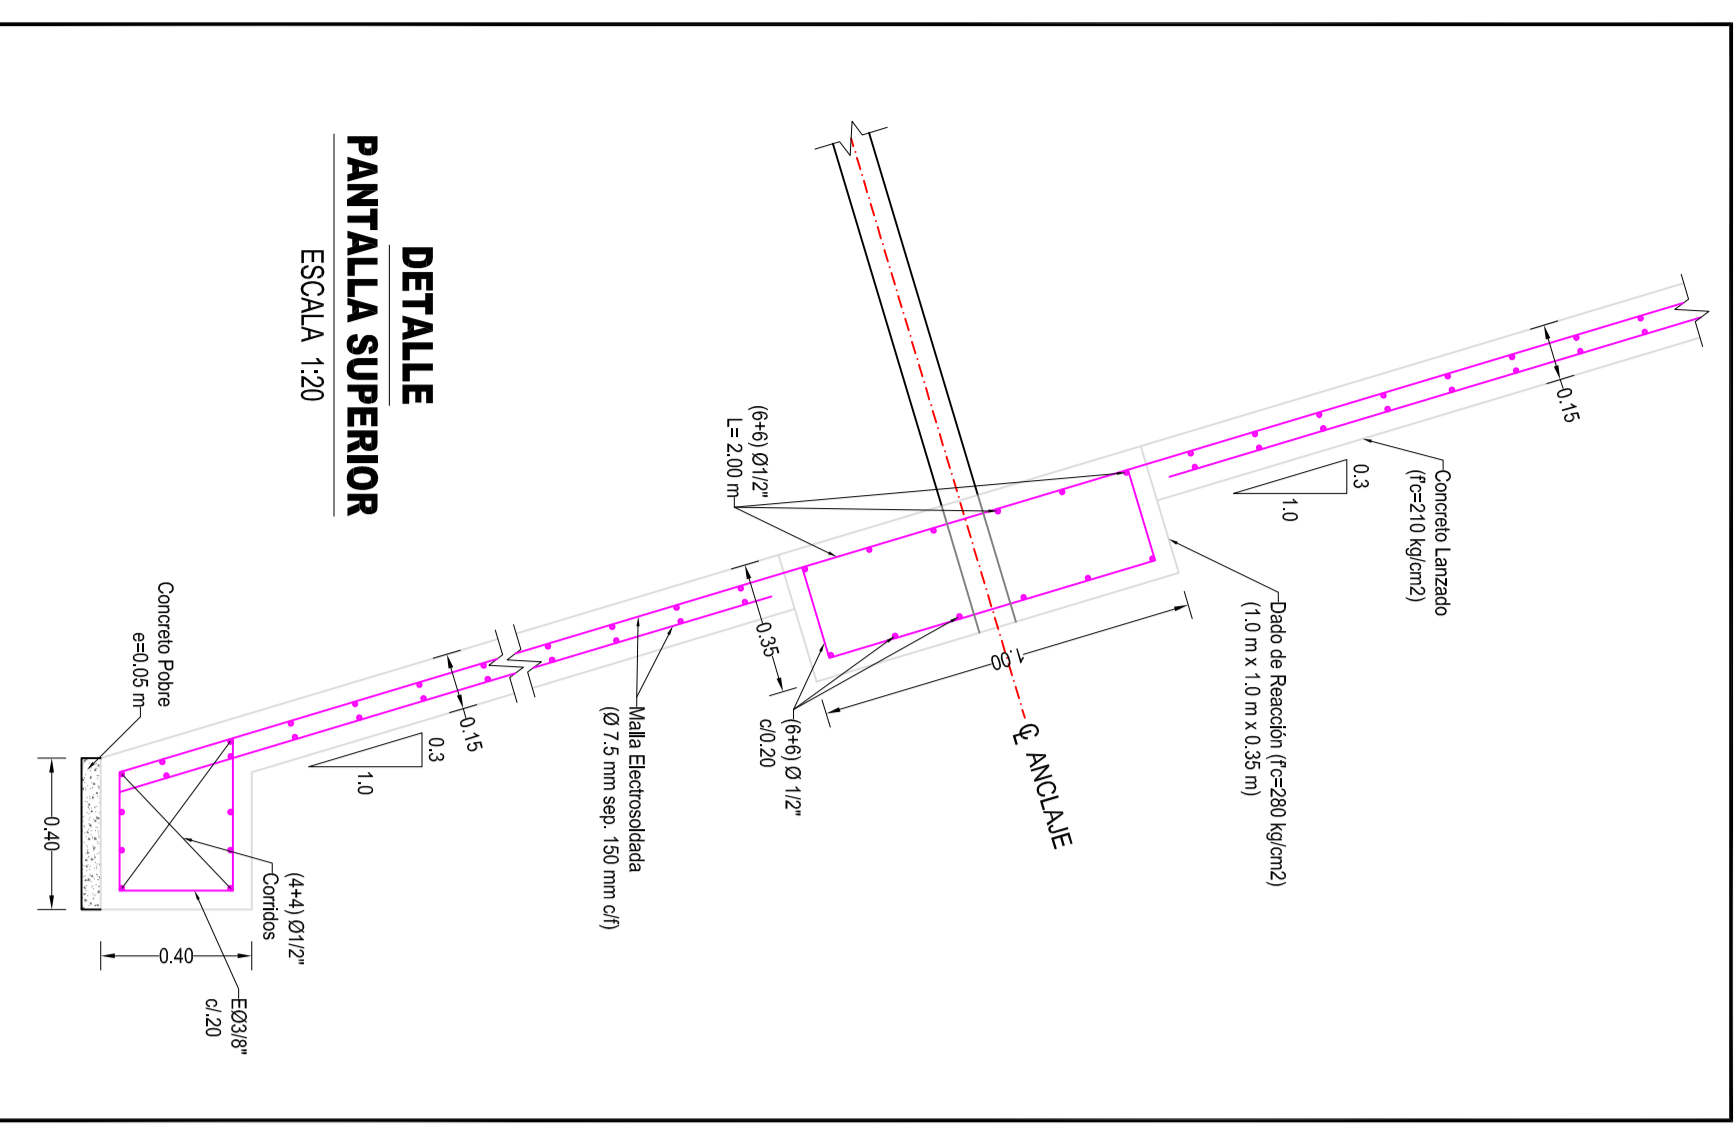 0.15
Concreto Lanzado
(f'c=210 kg/cm2)
0.3
1.0
Dado de Reacción (f'c=280 kg/cm2)
(1.0 m x 1.0 m x 0.35 m)
1.00
℄ ANCLAJE
(6+6) Ø1/2"
L= 2.00 m
0.35
(6+6) Ø 1/2"
c/0.20
Malla Electrosoldada
(Ø 7.5 mm sep. 150 mm c/f)
0.15
0.3
1.0
Concreto Pobre
e=0.05 m
(4+4) Ø1/2"
Corridos
EØ3/8"
c/.20
0.40
0.40
DETALLE
PANTALLA SUPERIOR
ESCALA 1:20